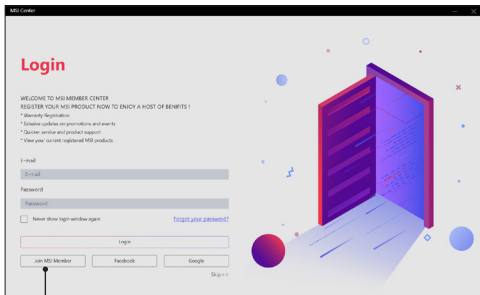 MSI Center
Login
WELCOME TO MSI MEMBER CENTER
REGISTER YOUR MSI PRODUCT NOW TO ENJOY A HOST OF BENIFITS !
* Warranty Registration
* Exlusive updates on promotions and events
* Quicker service and product support
* View your current registered MSI products
E-mail
E-mail
Password
Password
Never show login window again
Forgot your password?
Login
Join MSI Member
Facebook
Google
Skip>>